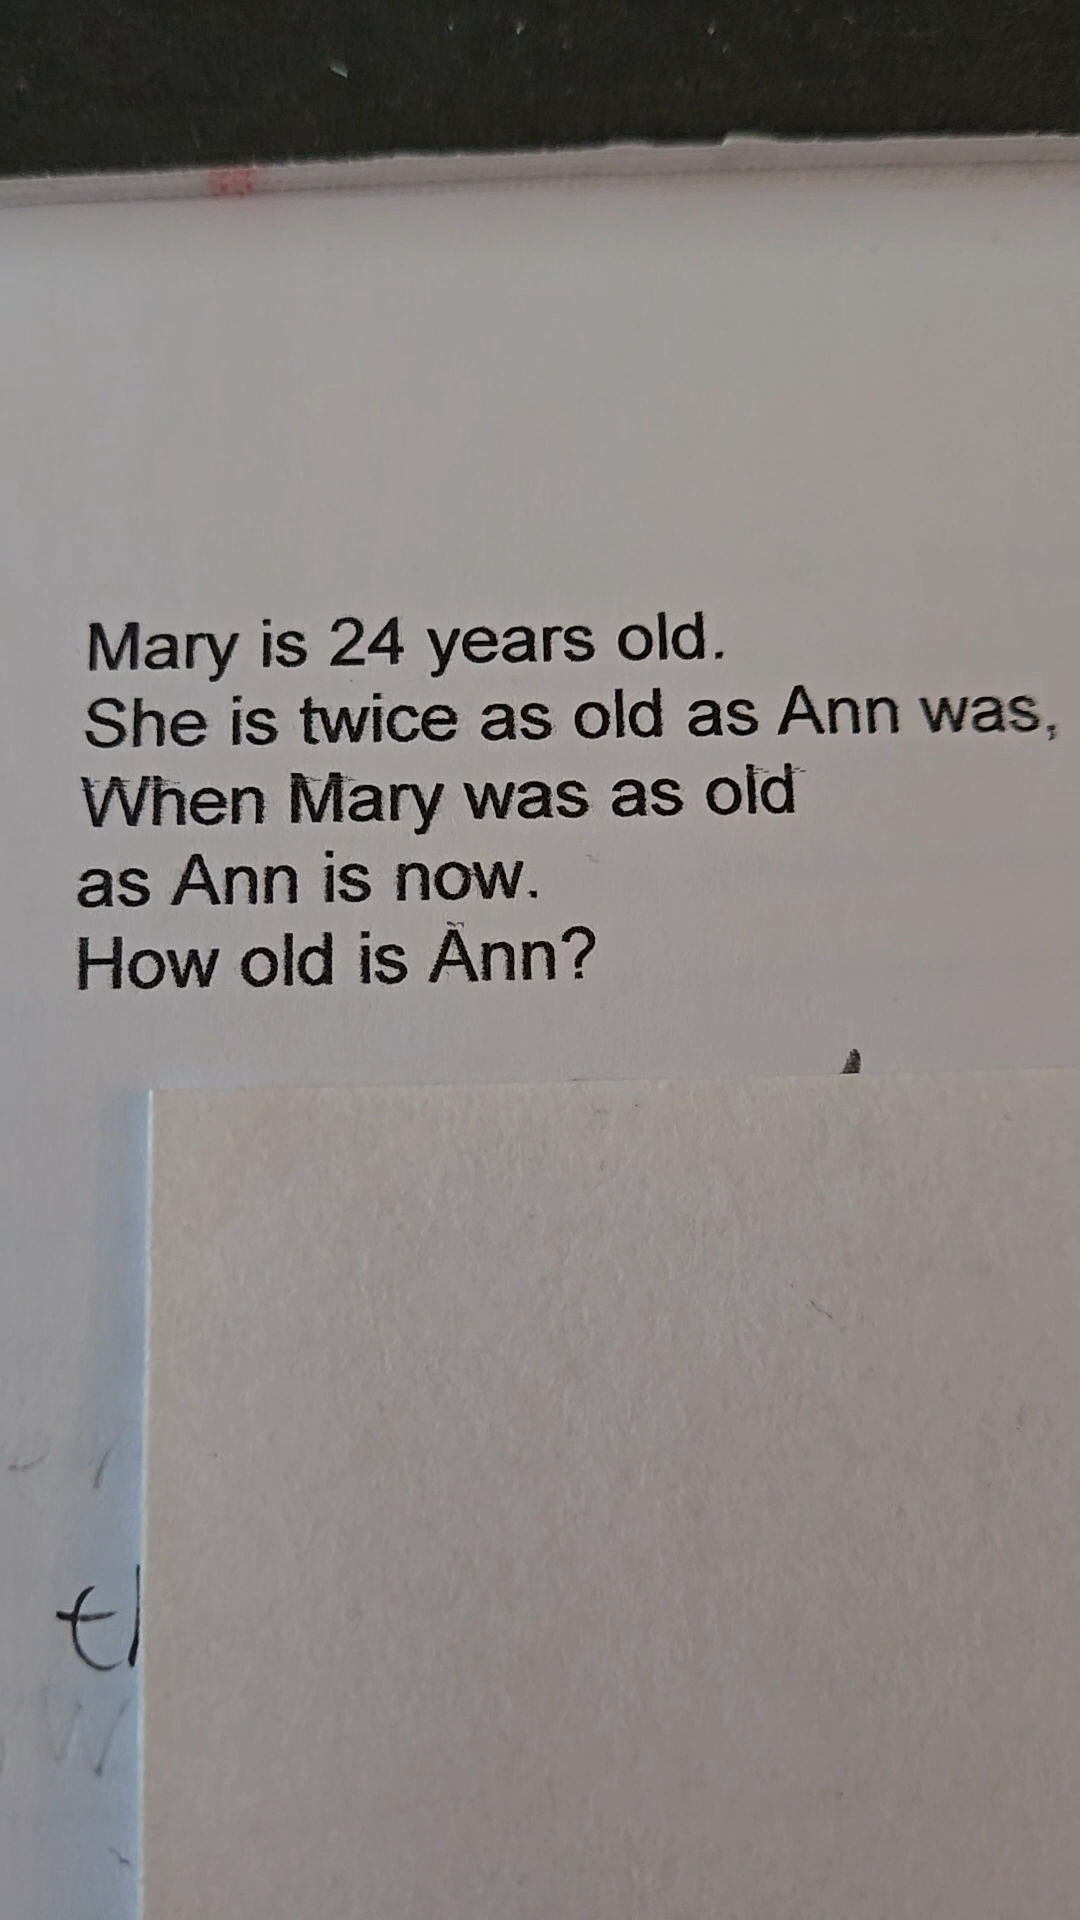 Mary is 24 years old.
She is twice as old as Ann was,
When Mary was as old
as Ann is now.
How old is Ann?